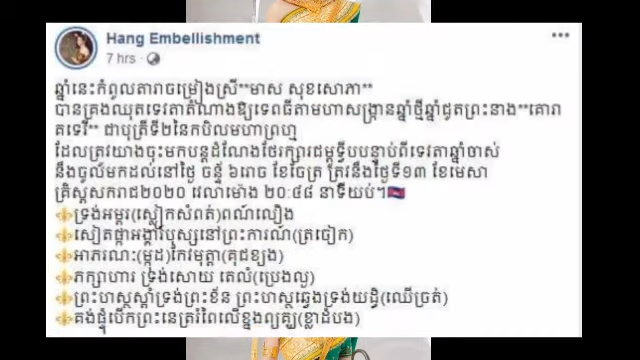 Hang Embellishment
7 hrs ·
ឆ្នាំនេះកំពូលតារាចម្រៀងស្រី**មាស សុខសោភា**
បានគ្រងឈុតទេវតាតំណាងឱ្យទេពធីតាមហាសង្ក្រានឆ្នាំថ្មីឆ្នាំជូតព្រះនាង**គោរា
គទេវី** ជាបុត្រីទី២នៃកបិលមហាព្រហ្ម
ដែលត្រូវយាងចុះមកបន្តដំណែងថែរក្សារជម្ពូទ្វីបបន្ទាប់ពីទេវតាឆ្នាំចាស់
នឹងចូល័មកដល់នៅថ្ងៃ ចន្ទ័ ៦រោច ខែចែត្រ ត្រូវនឹងថ្ងៃទី១៣ ខែមេសា
គ្រិស្តសករាជ២០២០ វេលាម៉ោង ២០:៤៨ នាទីយប់។
ទ្រង់អម្ពរ(ស្លៀកសំពត់)ពណ៌លឿង
សៀតផ្កាអង្គារបុស្សនៅព្រះការណ៍(ត្រចៀក)
អាភរណៈ(ម្កុដ)កែវមុត្តា(គុជខ្យង)
ភក្សាហារ ទ្រង់សោយ តេលំ(ប្រេងល្ង)
ព្រះហស្ថស្តាំទ្រង់ព្រះខ័ន ព្រះហស្ថឆ្វេងទ្រង់យដ្ឋិ(ឈើច្រត់)
គង់ផ្ទុំបើកព្រះនេត្រពៃលើខ្នងព្យគ្ឃ(ខ្លាដំបង)